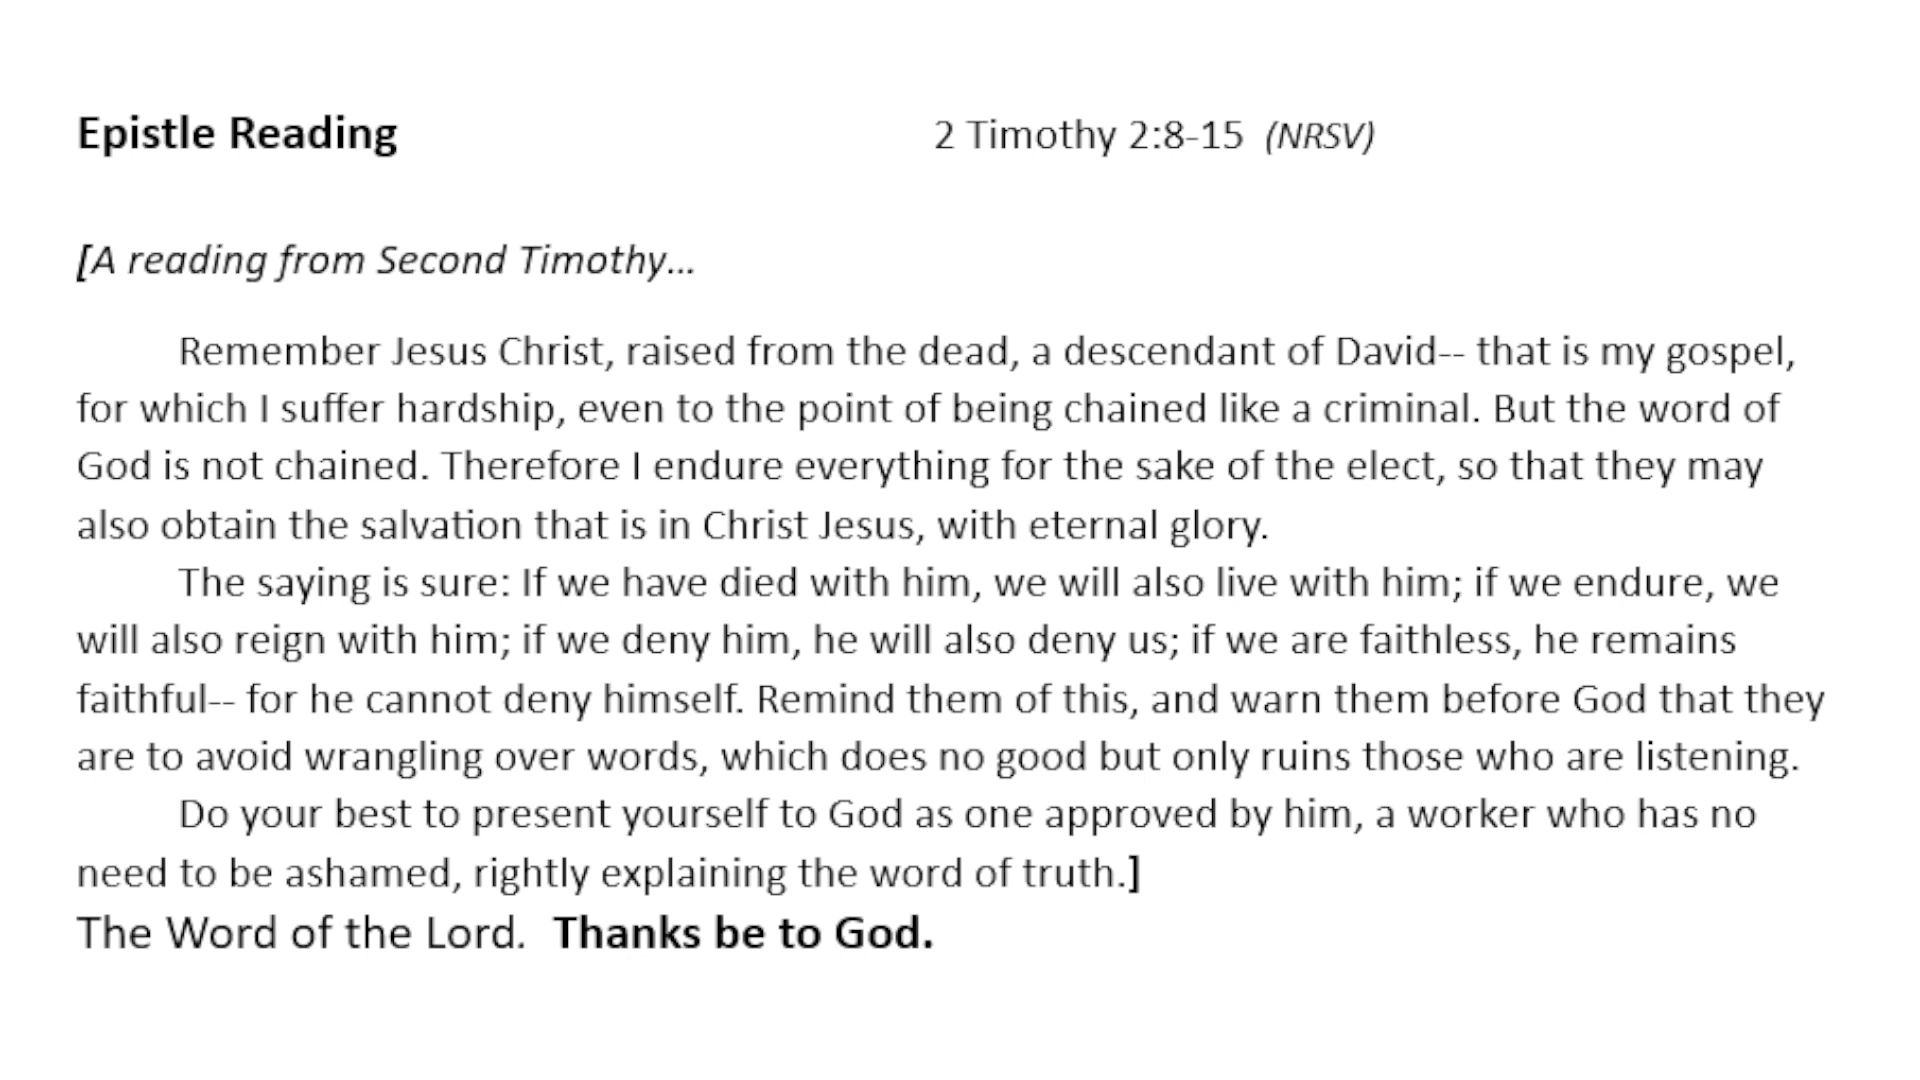 Epistle Reading 2 Timothy 2:8-15 (NRSV)
[A reading from Second Timothy...
Remember Jesus Christ, raised from the dead, a descendant of David-- that is my gospel,
for which I suffer hardship, even to the point of being chained like a criminal. But the word of
God is not chained. Therefore I endure everything for the sake of the elect, so that they may
also obtain the salvation that is in Christ Jesus, with eternal glory.
The saying is sure: If we have died with him, we will also live with him; if we endure, we
will also reign with him; if we deny him, he will also deny us; if we are faithless, he remains
faithful-- for he cannot deny himself. Remind them of this, and warn them before God that they
are to avoid wrangling over words, which does no good but only ruins those who are listening.
Do your best to present yourself to God as one approved by him, a worker who has no
need to be ashamed, rightly explaining the word of truth.]
The Word of the Lord. Thanks be to God.